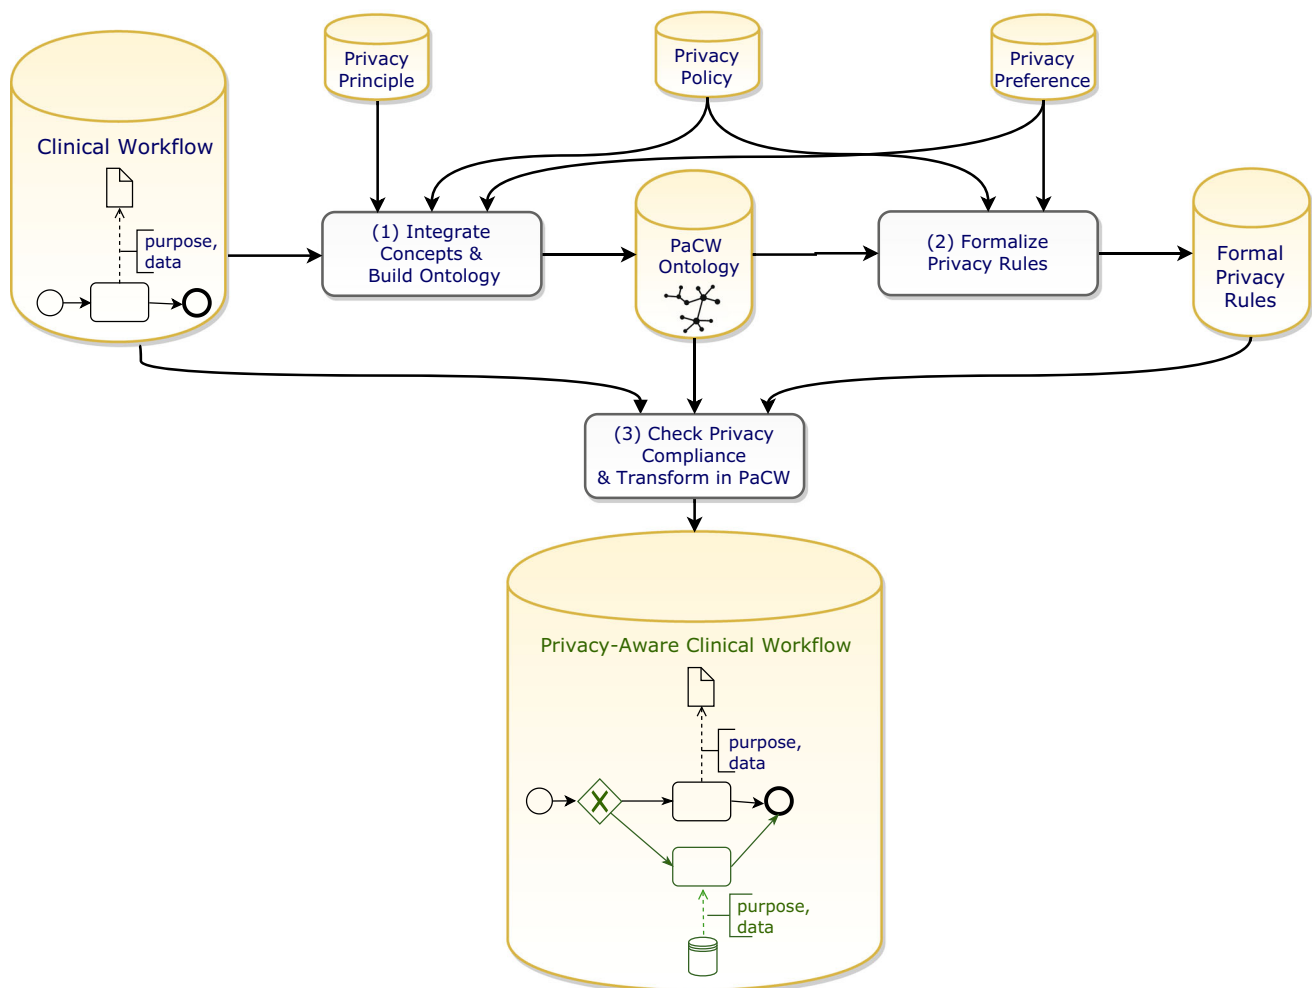 Privacy
Principle
Privacy
Policy
Privacy
Preference
Clinical Workflow
purpose,
data
(1) Integrate
Concepts &
Build Ontology
PaCW
Ontology
(2) Formalize
Privacy Rules
Formal
Privacy
Rules
(3) Check Privacy
Compliance
& Transform in PaCW
Privacy-Aware Clinical Workflow
purpose,
data
X
purpose,
data